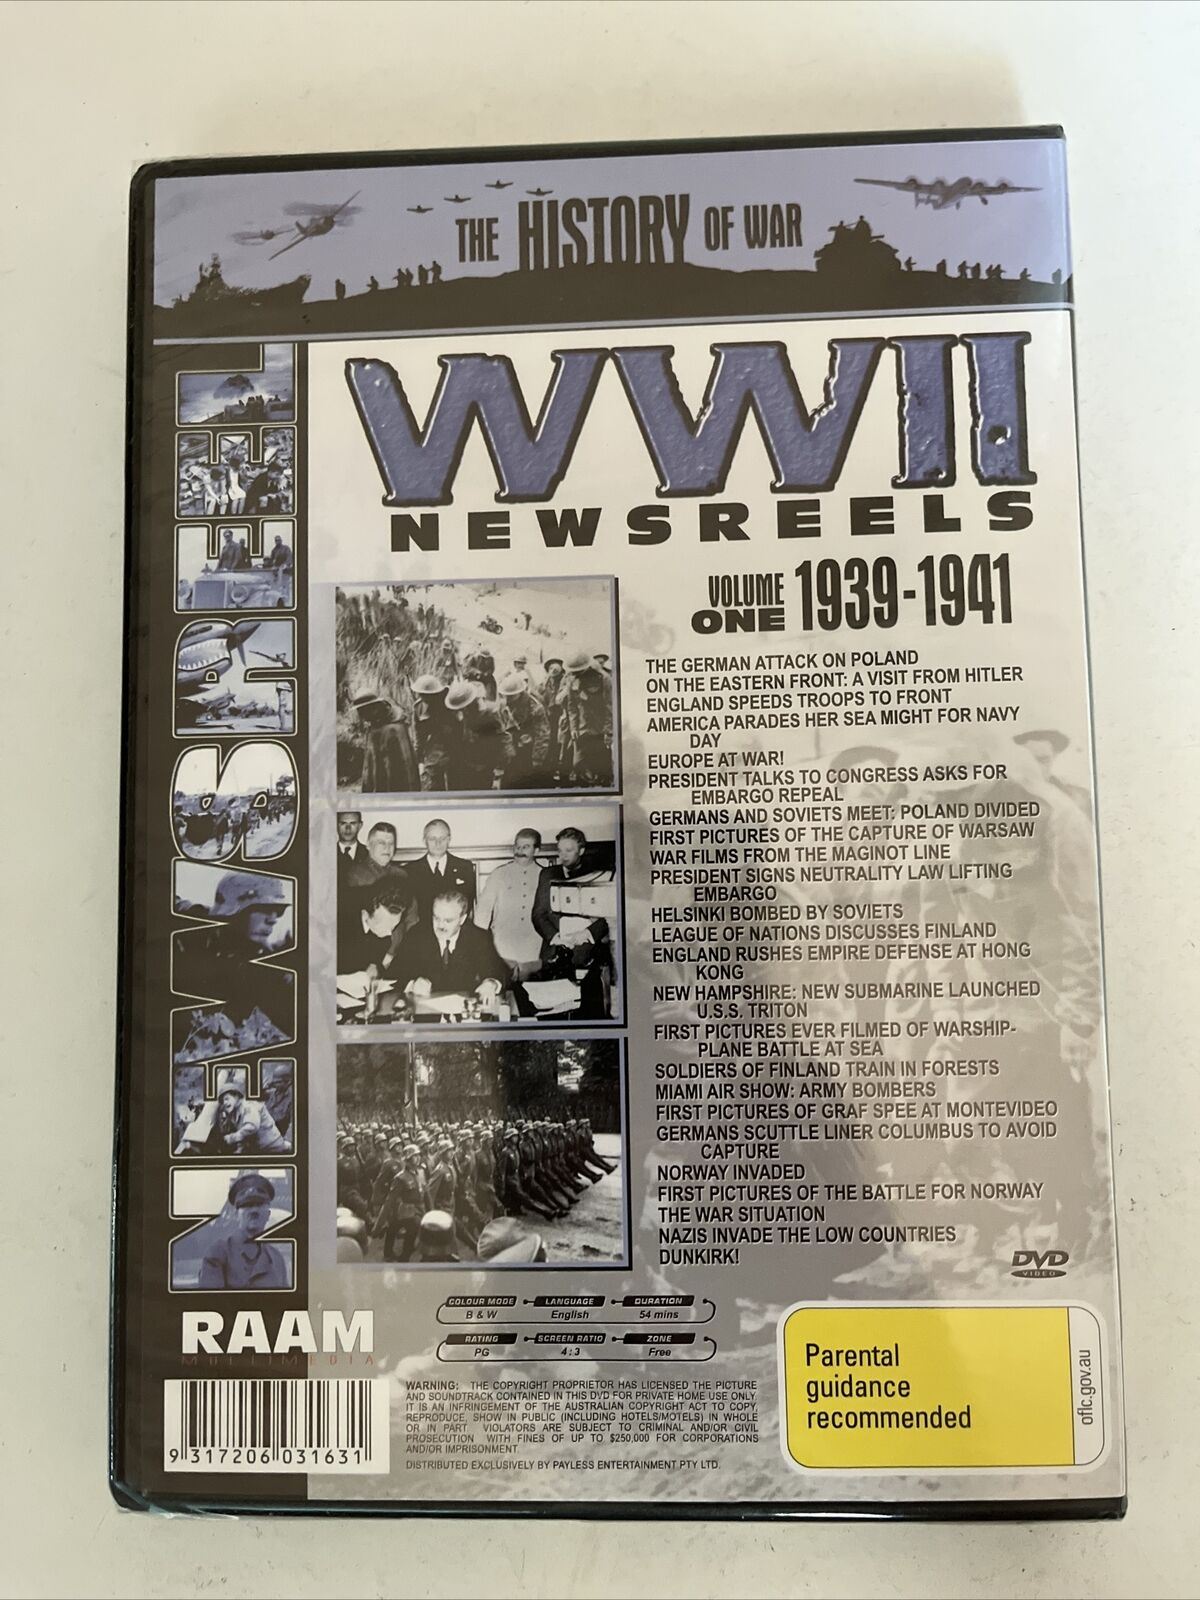 THE HISTORY OF WAR
NEWSREEL
WWII
NEWSREELS
VOLUME ONE 1939-1941
THE GERMAN ATTACK ON POLAND
ON THE EASTERN FRONT: A VISIT FROM HITLER
ENGLAND SPEEDS TROOPS TO FRONT
AMERICA PARADES HER SEA MIGHT FOR NAVY
DAY
EUROPE AT WAR!
PRESIDENT TALKS TO CONGRESS ASKS FOR
EMBARGO REPEAL
GERMANS AND SOVIETS MEET: POLAND DIVIDED
FIRST PICTURES OF THE CAPTURE OF WARSAW
WAR FILMS FROM THE MAGINOT LINE
PRESIDENT SIGNS NEUTRALITY LAW LIFTING
EMBARGO
HELSINKI BOMBED BY SOVIETS
LEAGUE OF NATIONS DISCUSSES FINLAND
ENGLAND RUSHES EMPIRE DEFENSE AT HONG
KONG
NEW HAMPSHIRE: NEW SUBMARINE LAUNCHED
U.S.S. TRITON
FIRST PICTURES EVER FILMED OF WARSHIP-
PLANE BATTLE AT SEA
SOLDIERS OF FINLAND TRAIN IN FORESTS
MIAMI AIR SHOW: ARMY BOMBERS
FIRST PICTURES OF GRAF SPEE AT MONTEVIDEO
GERMANS SCUTTLE LINER COLUMBUS TO AVOID
CAPTURE
NORWAY INVADED
FIRST PICTURES OF THE BATTLE FOR NORWAY
THE WAR SITUATION
NAZIS INVADE THE LOW COUNTRIES
DUNKIRK!
DVD
VIDEO
RAAM
MULTIMEDIA
COLOUR MODE LANGUAGE DURATION
B & W English 54 mins
RATING SCREEN RATIO ZONE
PG 4:3 Free
WARNING: THE COPYRIGHT PROPRIETOR HAS LICENSED THE PICTURE
AND SOUNDTRACK CONTAINED IN THIS DVD FOR PRIVATE HOME USE ONLY.
IT IS AN INFRINGEMENT OF THE AUSTRALIAN COPYRIGHT ACT TO COPY,
REPRODUCE, SHOW IN PUBLIC (INCLUDING HOTELS/MOTELS) IN WHOLE
OR IN PART. VIOLATORS ARE SUBJECT TO CRIMINAL AND/OR CIVIL
PROSECUTION WITH FINES OF UP TO $250,000 FOR CORPORATIONS
AND/OR IMPRISONMENT.
DISTRIBUTED EXCLUSIVELY BY PAYLESS ENTERTAINMENT PTY LTD.
9 317206 031631
Parental
guidance
recommended
oflc.gov.au